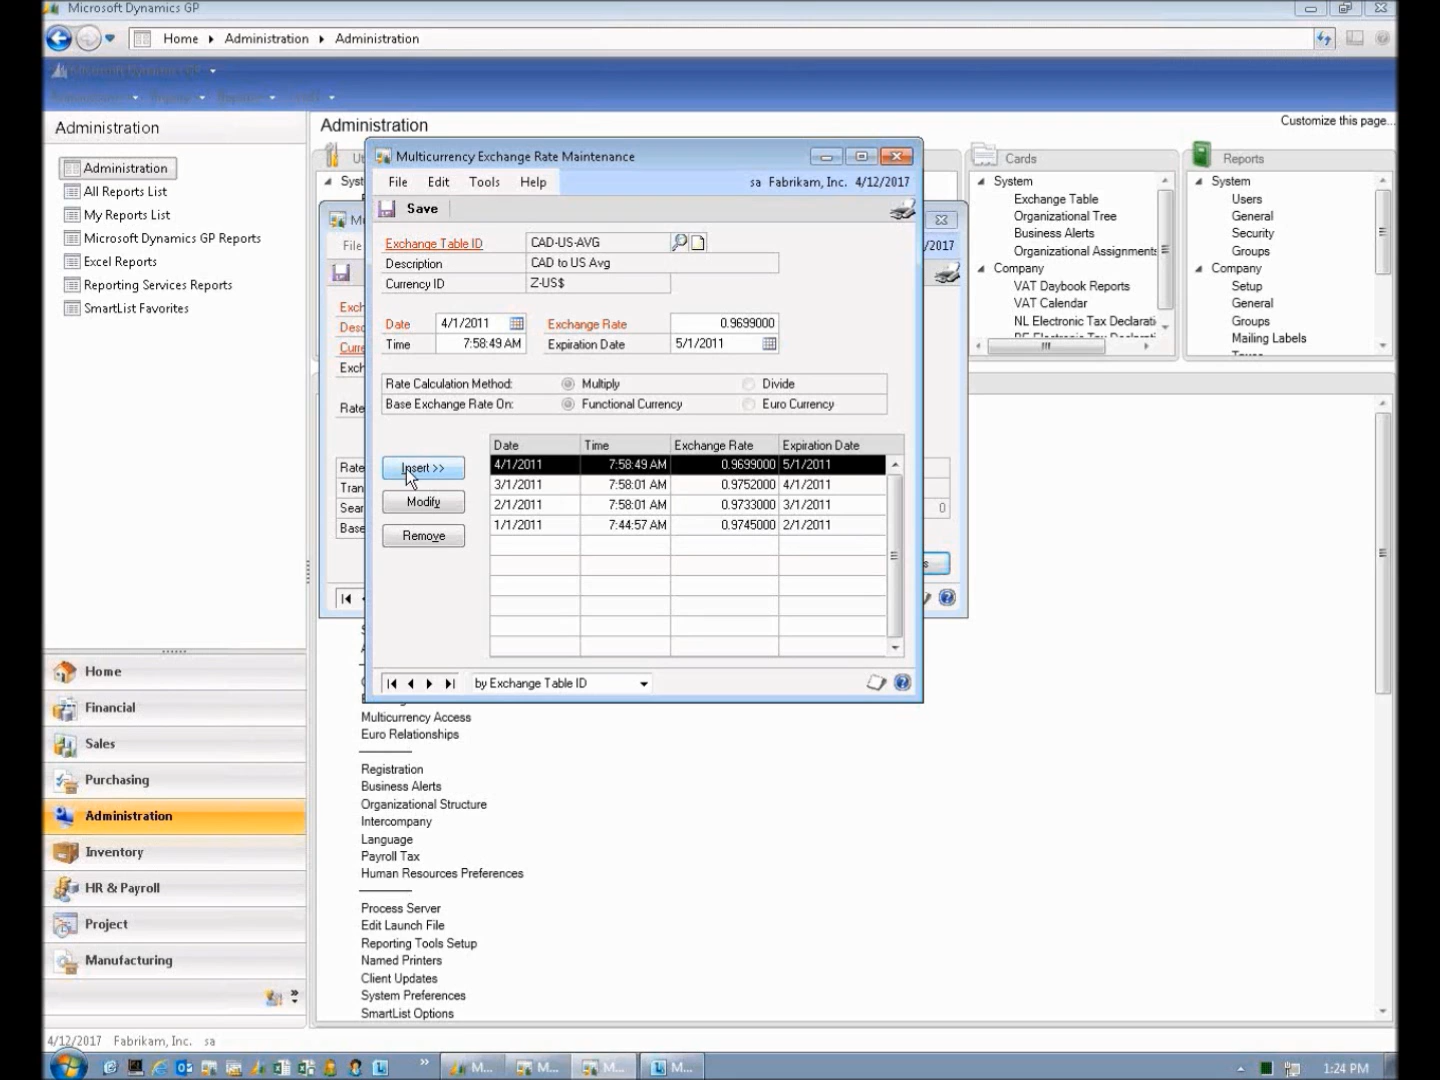 Microsoft Dynamics GP
Home Administration Administration
Administration
Administration
All Reports List
My Reports List
Microsoft Dynamics GP Reports
Excel Reports
Reporting Services Reports
SmartList Favorites
Home
Financial
Sales
Purchasing
Administration
Inventory
HR & Payroll
Project
Manufacturing
Administration
Customize this page...
Multicurrency Exchange Rate Maintenance
File Edit Tools Help
sa Fabrikam, Inc. 4/12/2017
Save
Exchange Table ID CAD-US-AVG
Description CAD to US Avg
Currency ID Z-US$
Date 4/1/2011 Exchange Rate 0.9699000
Time 7:58:49 AM Expiration Date 5/1/2011
Rate Calculation Method: Multiply Divide
Base Exchange Rate On: Functional Currency Euro Currency
Insert >>
Modify
Remove
Date Time Exchange Rate Expiration Date
4/1/2011 7:58:49 AM 0.9699000 5/1/2011
3/1/2011 7:58:01 AM 0.9752000 4/1/2011
2/1/2011 7:58:01 AM 0.9733000 3/1/2011
1/1/2011 7:44:57 AM 0.9745000 2/1/2011
by Exchange Table ID
File
/2017
Rate
Rate
Base
0
Cards
System
Exchange Table
Organizational Tree
Business Alerts
Organizational Assignments
Company
VAT Daybook Reports
VAT Calendar
NL Electronic Tax Declarati
Reports
System
Users
General
Security
Groups
Company
Setup
General
Groups
Mailing Labels
Multicurrency Access
Euro Relationships
Registration
Business Alerts
Organizational Structure
Intercompany
Language
Payroll Tax
Human Resources Preferences
Process Server
Edit Launch File
Reporting Tools Setup
Named Printers
Client Updates
System Preferences
SmartList Options
4/12/2017 Fabrikam, Inc. sa
M... M... M... M...
1:24 PM